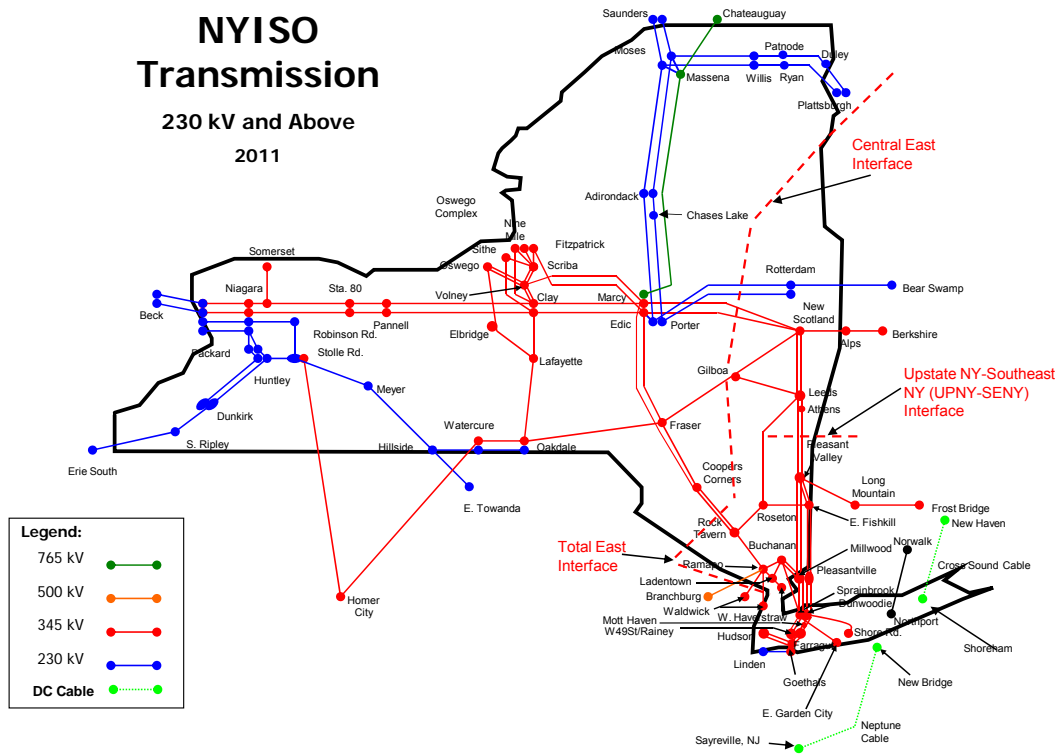 NYISO
Transmission
230 kV and Above
2011
Saunders
Chateauguay
Moses
Massena
Patnode
Duley
Willis
Ryan
Plattsburgh
Central East
Interface
Adirondack
Chases Lake
Oswego
Complex
Nine
Mile
Sithe
Fitzpatrick
Oswego
Scriba
Somerset
Volney
Clay
Niagara
Sta. 80
Marcy
Rotterdam
Bear Swamp
Beck
Pannell
Edic
Porter
New
Scotland
Alps
Berkshire
Packard
Robinson Rd.
Stolle Rd.
Elbridge
Lafayette
Huntley
Meyer
Gilboa
Leeds
Athens
Upstate NY-Southeast
NY (UPNY-SENY)
Interface
Dunkirk
S. Ripley
Erie South
Watercure
Hillside
Oakdale
Fraser
Pleasant
Valley
E. Towanda
Coopers
Corners
Long
Mountain
Rock
Tavern
Roseton
E. Fishkill
Frost Bridge
New Haven
Legend:
765 kV
500 kV
345 kV
230 kV
DC Cable
Homer
City
Total East
Interface
Buchanan
Millwood
Norwalk
Ramapo
Ladentown
Pleasantville
Cross Sound Cable
Branchburg
Sprainbrook
Dunwoodie
Waldwick
W. Haverstraw
Northport
Mott Haven
W49St/Rainey
Hudson
Farragut
Shore Rd.
Shoreham
Linden
Goethals
New Bridge
E. Garden City
Neptune
Cable
Sayreville, NJ